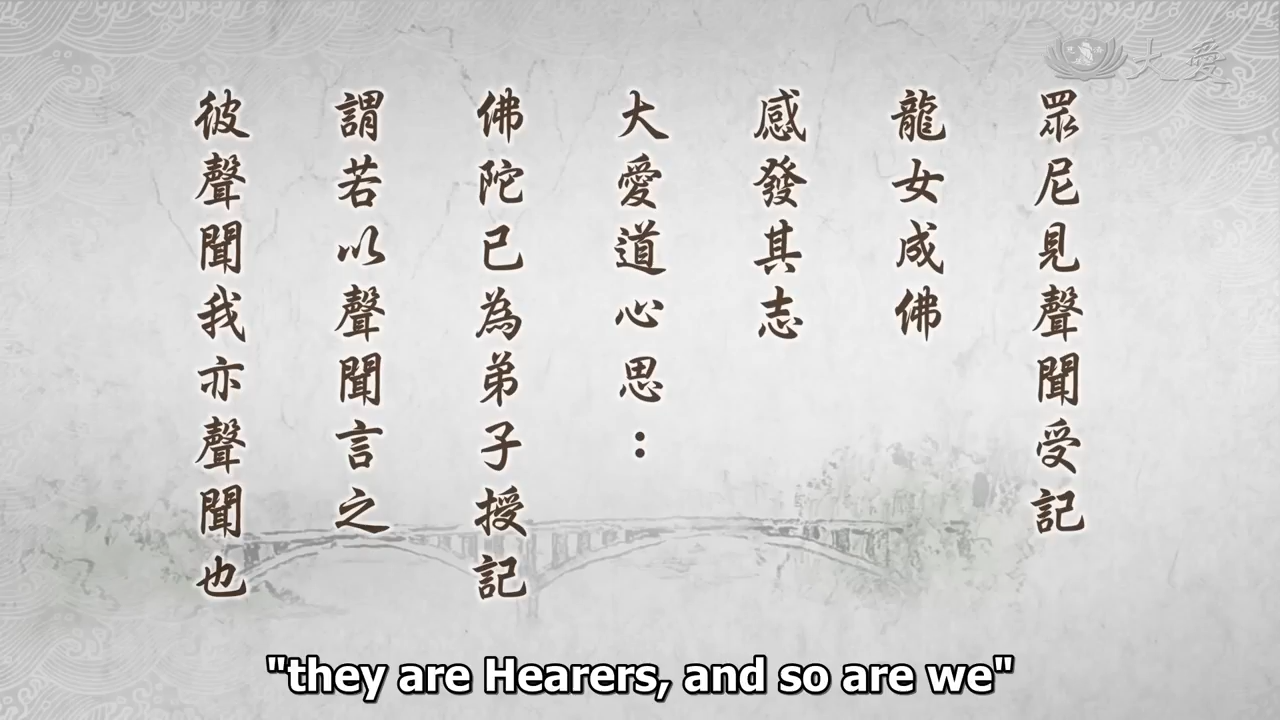 大愛
眾尼見聲聞受記
龍女成佛
感發其志
大愛道心思：
佛陀已為弟子授記
謂若以聲聞言之
彼聲聞我亦聲聞也
"they are Hearers, and so are we"